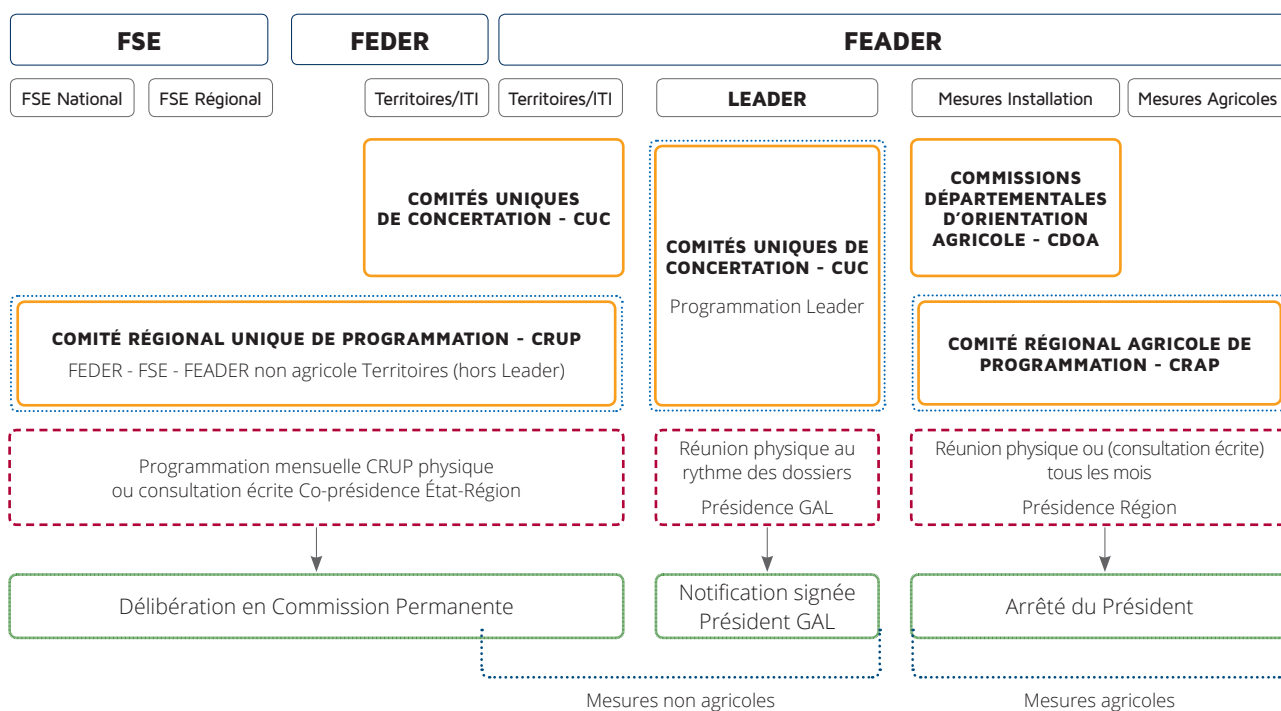 FSE
FEDER
FEADER
FSE National
FSE Régional
Territoires/ITI
Territoires/ITI
LEADER
Mesures Installation
Mesures Agricoles
COMITÉS UNIQUES
DE CONCERTATION - CUC
COMITÉS UNIQUES DE
CONCERTATION - CUC
Programmation Leader
COMMISSIONS
DÉPARTEMENTALES
D’ORIENTATION
AGRICOLE - CDOA
COMITÉ RÉGIONAL UNIQUE DE PROGRAMMATION - CRUP
FEDER - FSE - FEADER non agricole Territoires (hors Leader)
COMITÉ RÉGIONAL AGRICOLE DE
PROGRAMMATION - CRAP
Programmation mensuelle CRUP physique
ou consultation écrite Co-présidence État-Région
Réunion physique au
rythme des dossiers
Présidence GAL
Réunion physique ou (consultation écrite)
tous les mois
Présidence Région
Délibération en Commission Permanente
Notification signée
Président GAL
Arrêté du Président
Mesures non agricoles
Mesures agricoles